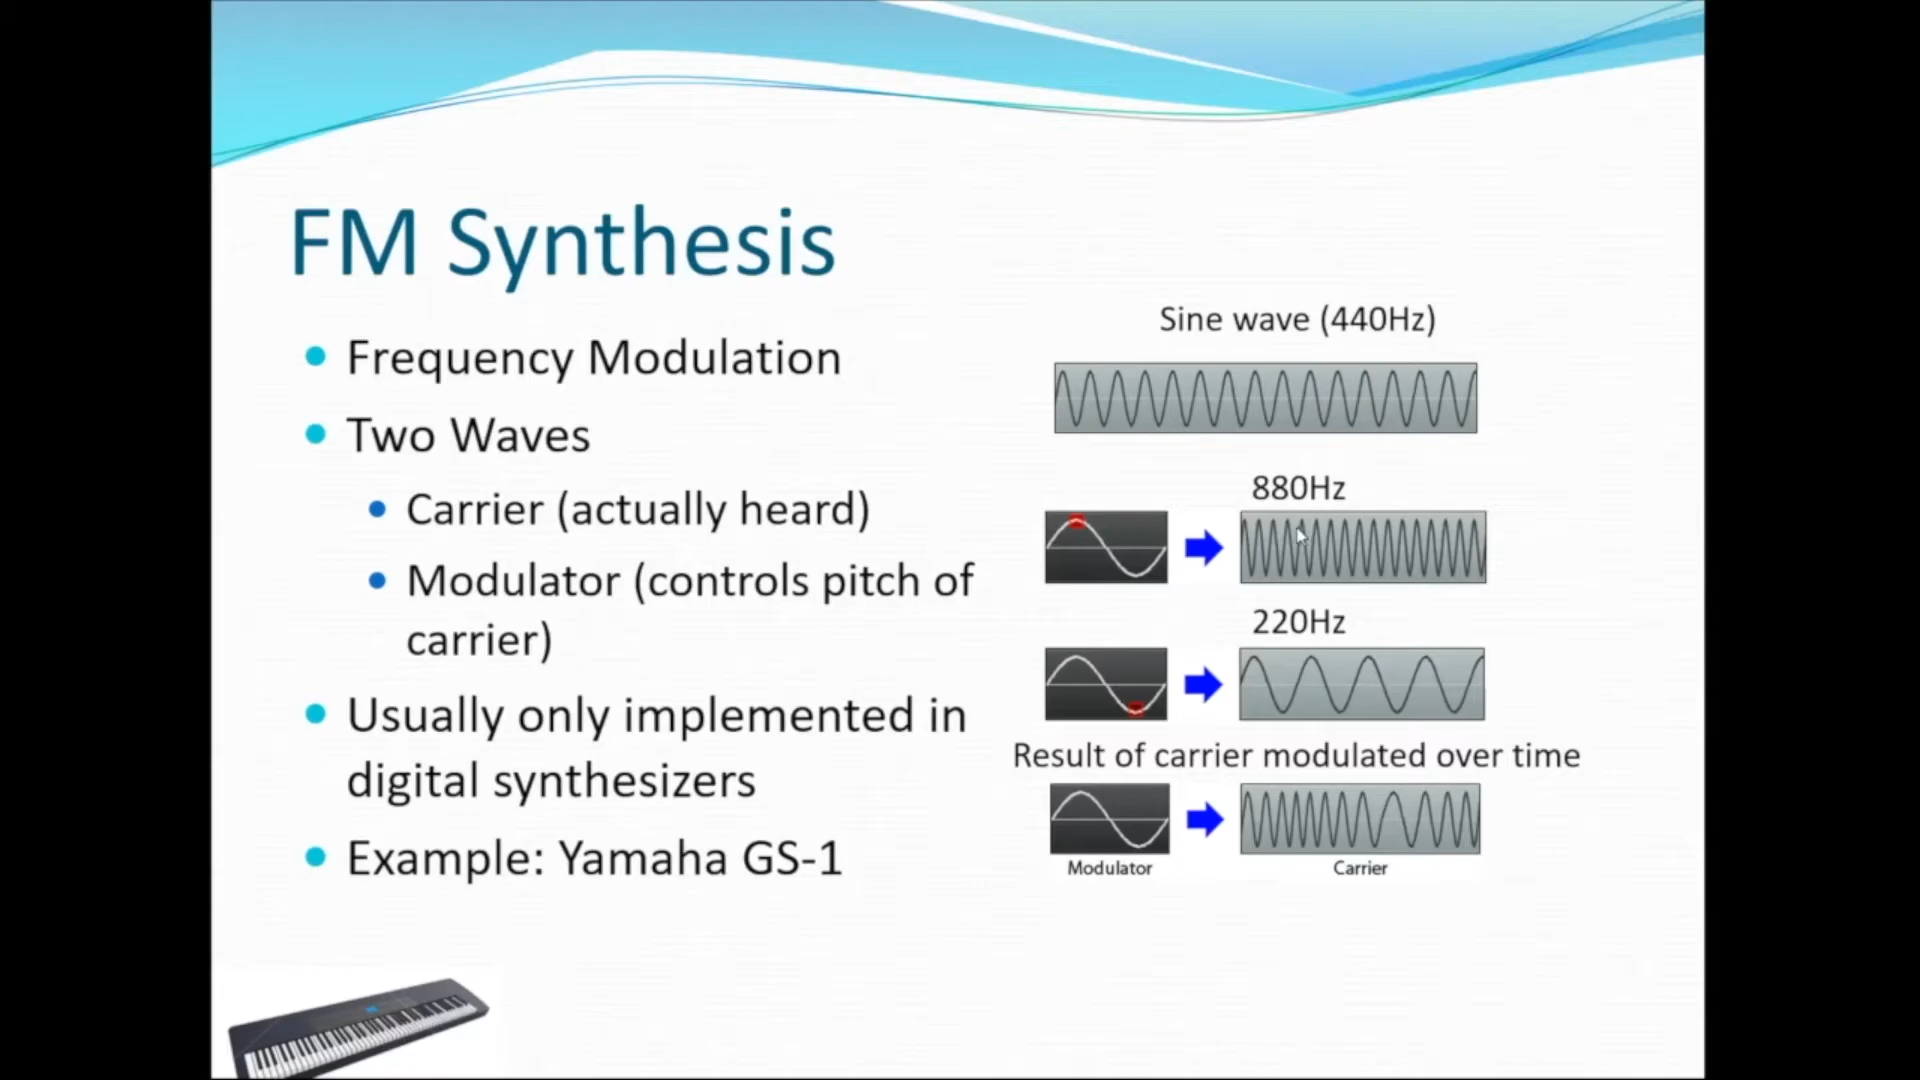 FM Synthesis
Frequency Modulation
Two Waves
Carrier (actually heard)
Modulator (controls pitch of
carrier)
Usually only implemented in
digital synthesizers
Example: Yamaha GS-1
Sine wave (440Hz)
880Hz
220Hz
Result of carrier modulated over time
Modulator
Carrier